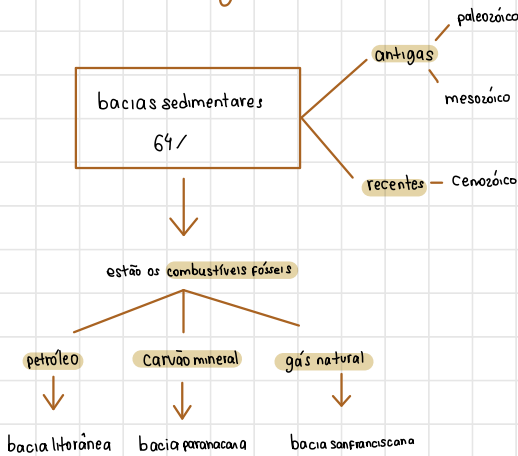 paleozóico
antigas
mesozóico
bacias sedimentares
64/
recentes – Cenozóico
estão os combustíveis fósseis
petróleo
carvão mineral
gás natural
bacia litorânea
bacia paranacana
bacia sanfranciscana